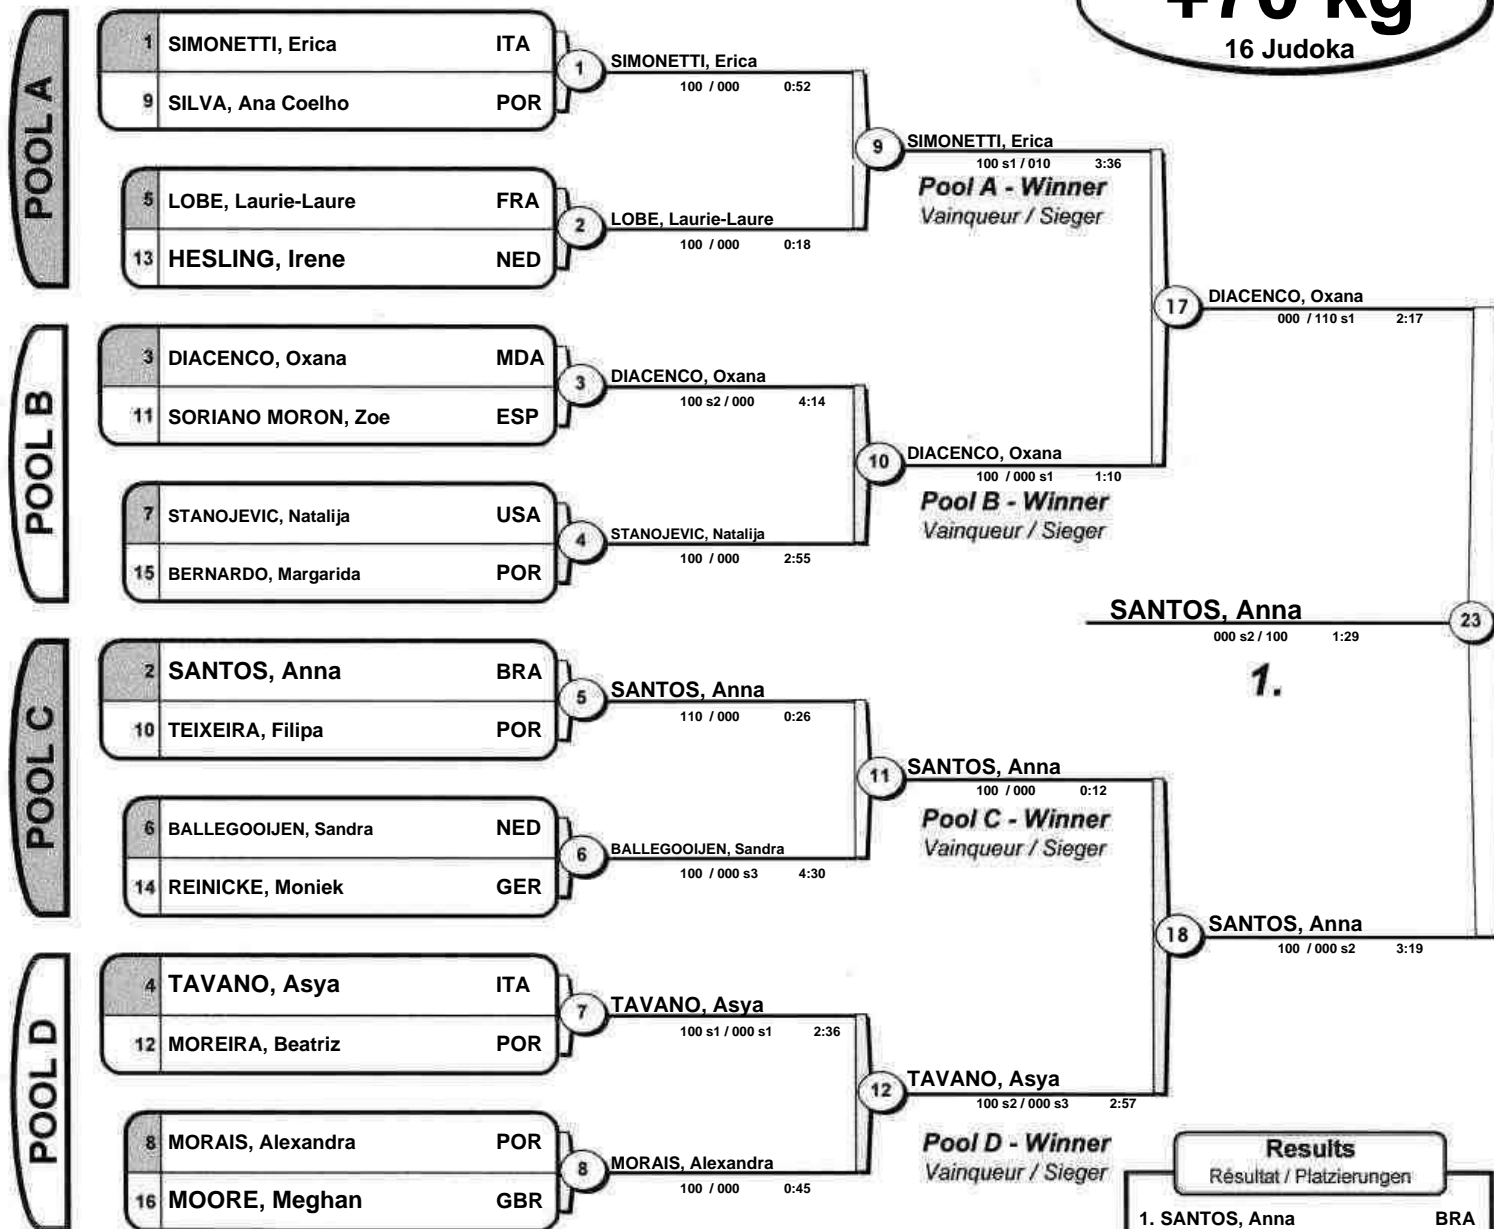 +70 kg
16 Judoka
POOL A
1 SIMONETTI, Erica ITA
9 SILVA, Ana Coelho POR
1
SIMONETTI, Erica
100 / 000 0:52
5 LOBE, Laurie-Laure FRA
13 HESLING, Irene NED
2
LOBE, Laurie-Laure
100 / 000 0:18
9
SIMONETTI, Erica
100 s1 / 010 3:36
Pool A - Winner
Vainqueur / Sieger
POOL B
3 DIACENCO, Oxana MDA
11 SORIANO MORON, Zoe ESP
3
DIACENCO, Oxana
100 s2 / 000 4:14
7 STANOJEVIC, Natalija USA
15 BERNARDO, Margarida POR
4
STANOJEVIC, Natalija
100 / 000 2:55
10
DIACENCO, Oxana
100 / 000 s1 1:10
Pool B - Winner
Vainqueur / Sieger
17
DIACENCO, Oxana
000 / 110 s1 2:17
POOL C
2 SANTOS, Anna BRA
10 TEIXEIRA, Filipa POR
5
SANTOS, Anna
110 / 000 0:26
6 BALLEGOOIJEN, Sandra NED
14 REINICKE, Moniek GER
6
BALLEGOOIJEN, Sandra
100 / 000 s3 4:30
11
SANTOS, Anna
100 / 000 0:12
Pool C - Winner
Vainqueur / Sieger
POOL D
4 TAVANO, Asya ITA
12 MOREIRA, Beatriz POR
7
TAVANO, Asya
100 s1 / 000 s1 2:36
8 MORAIS, Alexandra POR
16 MOORE, Meghan GBR
8
MORAIS, Alexandra
100 / 000 0:45
12
TAVANO, Asya
100 s2 / 000 s3 2:57
Pool D - Winner
Vainqueur / Sieger
18
SANTOS, Anna
100 / 000 s2 3:19
SANTOS, Anna
000 s2 / 100 1:29
23
1.
Results
Résultat / Platzierungen
1. SANTOS, Anna BRA